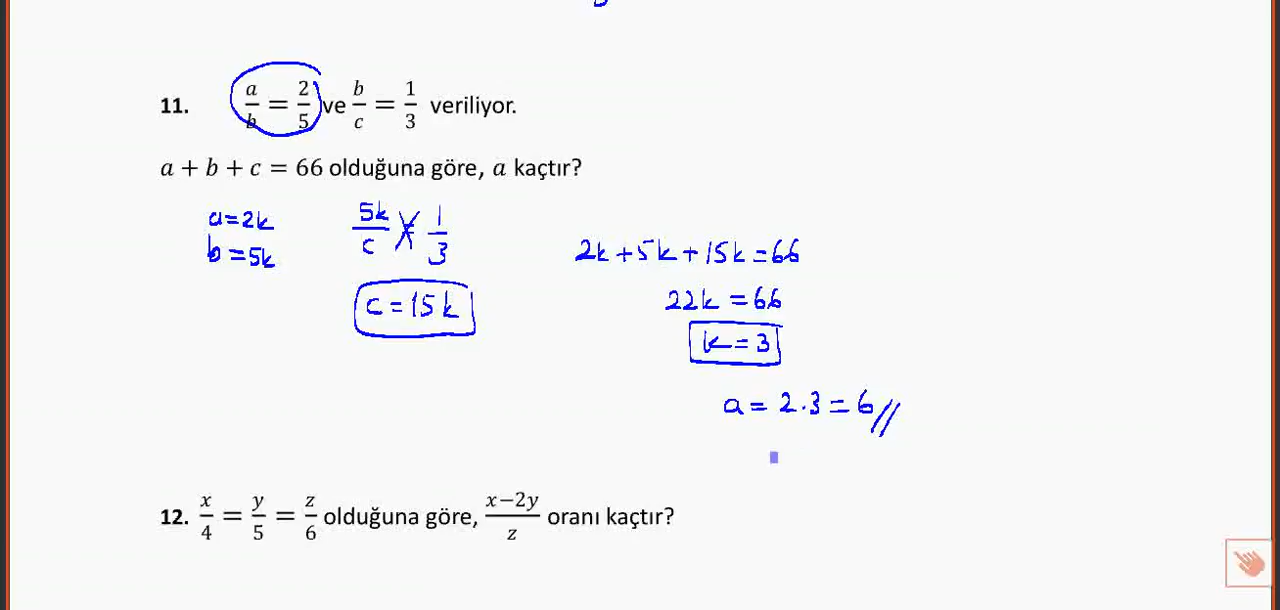 11. a/b = 2/5 ve b/c = 1/3 veriliyor.
a + b + c = 66 olduğuna göre, a kaçtır?
a=2k
b=5k
5k/c = 1/3
c = 15k
2k+5k+15k=66
22k = 66
k = 3
a = 2.3 = 6//
12. x/4 = y/5 = z/6 olduğuna göre, x−2y/z oranı kaçtır?